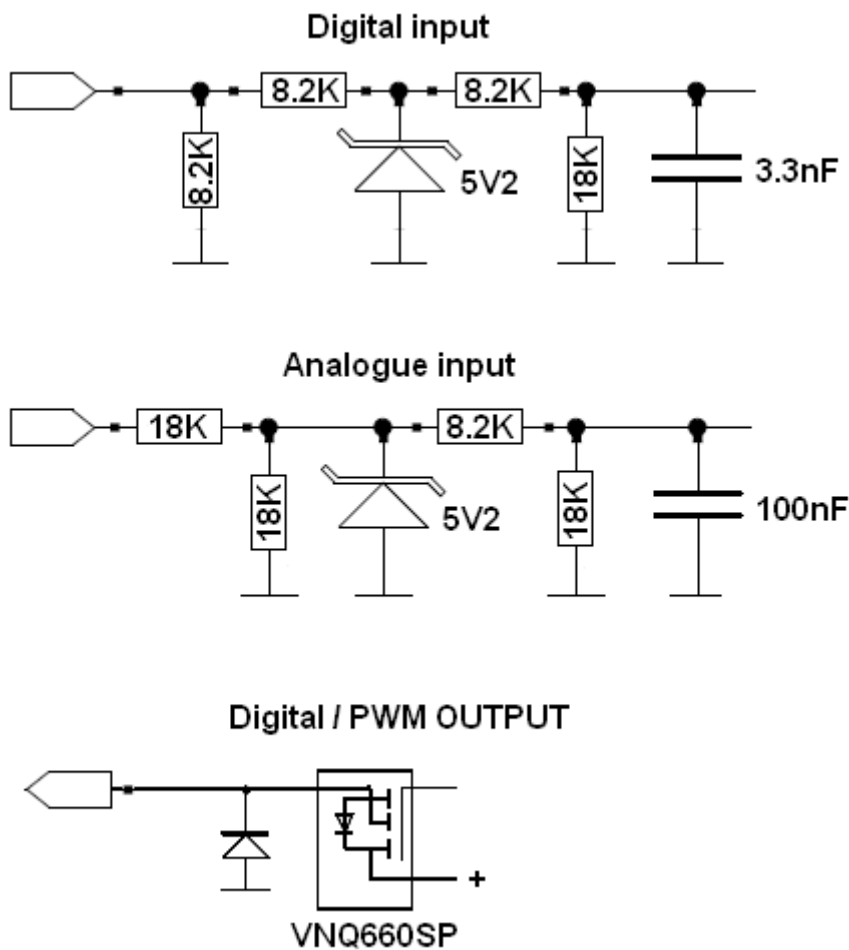 Digital input
8.2K
8.2K
8.2K
5V2
18K
3.3nF
Analogue input
18K
8.2K
18K
5V2
18K
100nF
Digital / PWM OUTPUT
+
VNQ660SP